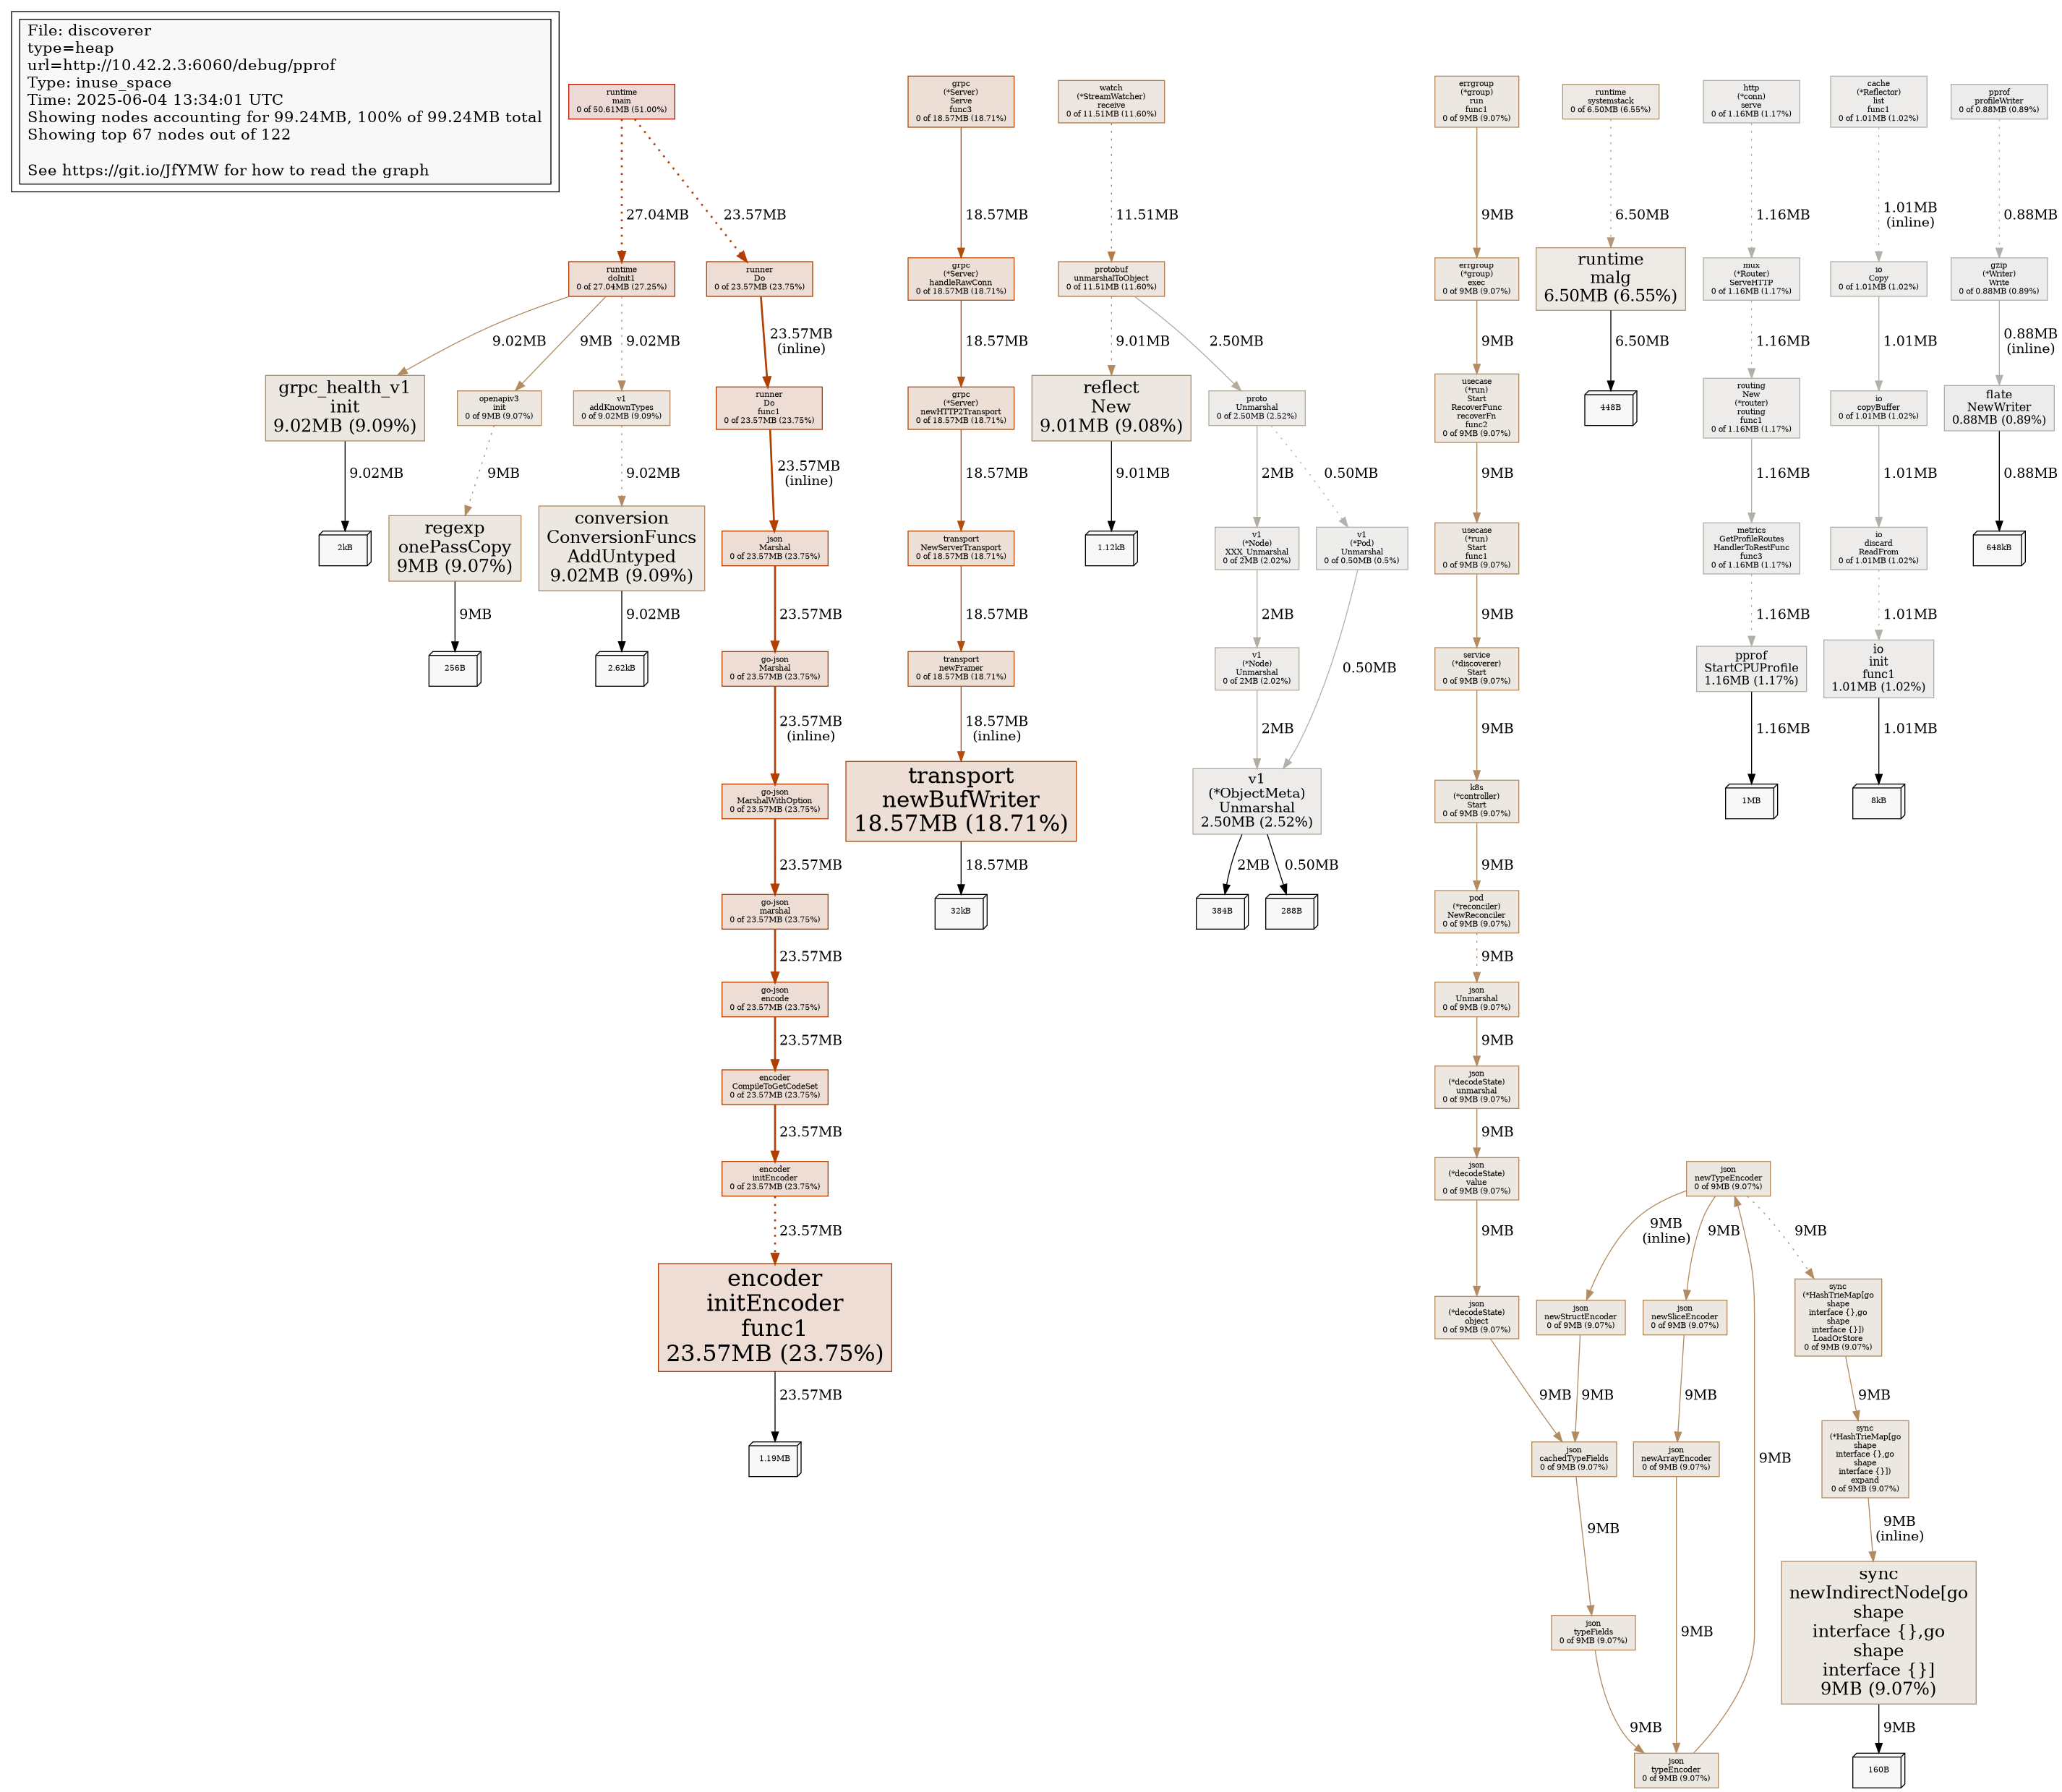 File: discoverer
type=heap
url=http://10.42.2.3:6060/debug/pprof
Type: inuse_space
Time: 2025-06-04 13:34:01 UTC
Showing nodes accounting for 99.24MB, 100% of 99.24MB total
Showing top 67 nodes out of 122
See https://git.io/JfYMW for how to read the graph
runtime
main
0 of 50.61MB (51.00%)
27.04MB
23.57MB
runtime
doInit1
0 of 27.04MB (27.25%)
9.02MB
9MB
9.02MB
grpc_health_v1
init
9.02MB (9.09%)
9.02MB
2kB
openapiv3
init
0 of 9MB (9.07%)
9MB
regexp
onePassCopy
9MB (9.07%)
9MB
256B
v1
addKnownTypes
0 of 9.02MB (9.09%)
9.02MB
conversion
ConversionFuncs
AddUntyped
9.02MB (9.09%)
9.02MB
2.62kB
runner
Do
0 of 23.57MB (23.75%)
23.57MB
(inline)
runner
Do
func1
0 of 23.57MB (23.75%)
23.57MB
(inline)
json
Marshal
0 of 23.57MB (23.75%)
23.57MB
go-json
Marshal
0 of 23.57MB (23.75%)
23.57MB
(inline)
go-json
MarshalWithOption
0 of 23.57MB (23.75%)
23.57MB
go-json
marshal
0 of 23.57MB (23.75%)
23.57MB
go-json
encode
0 of 23.57MB (23.75%)
23.57MB
encoder
CompileToGetCodeSet
0 of 23.57MB (23.75%)
23.57MB
encoder
initEncoder
0 of 23.57MB (23.75%)
23.57MB
encoder
initEncoder
func1
23.57MB (23.75%)
23.57MB
1.19MB
grpc
(*Server)
Serve
func3
0 of 18.57MB (18.71%)
18.57MB
grpc
(*Server)
handleRawConn
0 of 18.57MB (18.71%)
18.57MB
grpc
(*Server)
newHTTP2Transport
0 of 18.57MB (18.71%)
18.57MB
transport
NewServerTransport
0 of 18.57MB (18.71%)
18.57MB
transport
newFramer
0 of 18.57MB (18.71%)
18.57MB
(inline)
transport
newBufWriter
18.57MB (18.71%)
18.57MB
32kB
watch
(*StreamWatcher)
receive
0 of 11.51MB (11.60%)
11.51MB
protobuf
unmarshalToObject
0 of 11.51MB (11.60%)
9.01MB
2.50MB
reflect
New
9.01MB (9.08%)
9.01MB
1.12kB
proto
Unmarshal
0 of 2.50MB (2.52%)
2MB
0.50MB
v1
(*Node)
XXX_Unmarshal
0 of 2MB (2.02%)
2MB
v1
(*Pod)
Unmarshal
0 of 0.50MB (0.5%)
0.50MB
v1
(*Node)
Unmarshal
0 of 2MB (2.02%)
2MB
v1
(*ObjectMeta)
Unmarshal
2.50MB (2.52%)
2MB
0.50MB
384B
288B
errgroup
(*group)
run
func1
0 of 9MB (9.07%)
9MB
errgroup
(*group)
exec
0 of 9MB (9.07%)
9MB
usecase
(*run)
Start
RecoverFunc
recoverFn
func2
0 of 9MB (9.07%)
9MB
usecase
(*run)
Start
func1
0 of 9MB (9.07%)
9MB
service
(*discoverer)
Start
0 of 9MB (9.07%)
9MB
k8s
(*controller)
Start
0 of 9MB (9.07%)
9MB
pod
(*reconciler)
NewReconciler
0 of 9MB (9.07%)
9MB
json
Unmarshal
0 of 9MB (9.07%)
9MB
json
(*decodeState)
unmarshal
0 of 9MB (9.07%)
9MB
json
(*decodeState)
value
0 of 9MB (9.07%)
9MB
json
(*decodeState)
object
0 of 9MB (9.07%)
9MB
json
newTypeEncoder
0 of 9MB (9.07%)
9MB
(inline)
9MB
9MB
json
newStructEncoder
0 of 9MB (9.07%)
9MB
json
newSliceEncoder
0 of 9MB (9.07%)
9MB
json
cachedTypeFields
0 of 9MB (9.07%)
9MB
json
newArrayEncoder
0 of 9MB (9.07%)
9MB
json
typeFields
0 of 9MB (9.07%)
9MB
json
typeEncoder
0 of 9MB (9.07%)
9MB
sync
(*HashTrieMap[go
shape
interface {},go
shape
interface {}])
LoadOrStore
0 of 9MB (9.07%)
9MB
sync
(*HashTrieMap[go
shape
interface {},go
shape
interface {}])
expand
0 of 9MB (9.07%)
9MB
(inline)
sync
newIndirectNode[go
shape
interface {},go
shape
interface {}]
9MB (9.07%)
9MB
160B
runtime
systemstack
0 of 6.50MB (6.55%)
6.50MB
runtime
malg
6.50MB (6.55%)
6.50MB
448B
http
(*conn)
serve
0 of 1.16MB (1.17%)
1.16MB
mux
(*Router)
ServeHTTP
0 of 1.16MB (1.17%)
1.16MB
routing
New
(*router)
routing
func1
0 of 1.16MB (1.17%)
1.16MB
metrics
GetProfileRoutes
HandlerToRestFunc
func3
0 of 1.16MB (1.17%)
1.16MB
pprof
StartCPUProfile
1.16MB (1.17%)
1.16MB
1MB
cache
(*Reflector)
list
func1
0 of 1.01MB (1.02%)
1.01MB
(inline)
io
Copy
0 of 1.01MB (1.02%)
1.01MB
io
copyBuffer
0 of 1.01MB (1.02%)
1.01MB
io
discard
ReadFrom
0 of 1.01MB (1.02%)
1.01MB
io
init
func1
1.01MB (1.02%)
1.01MB
8kB
pprof
profileWriter
0 of 0.88MB (0.89%)
0.88MB
gzip
(*Writer)
Write
0 of 0.88MB (0.89%)
0.88MB
(inline)
flate
NewWriter
0.88MB (0.89%)
0.88MB
648kB